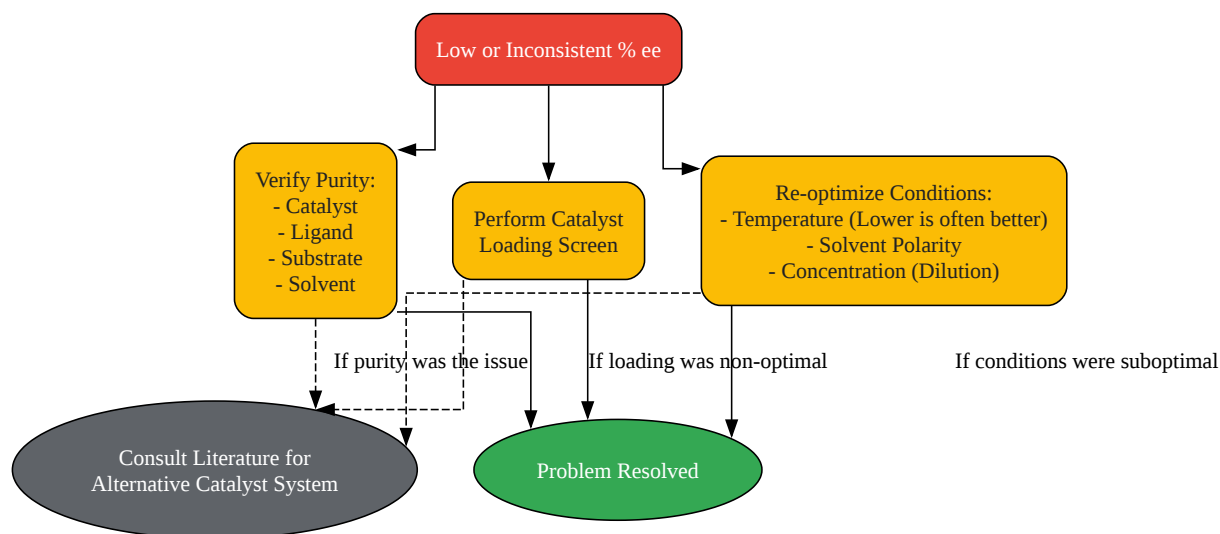 Low or Inconsistent % ee
Verify Purity:
- Catalyst
- Ligand
- Substrate
- Solvent
Perform Catalyst
Loading Screen
Re-optimize Conditions:
- Temperature (Lower is often better)
- Solvent Polarity
- Concentration (Dilution)
If purity was the issue
If loading was non-optimal
If conditions were suboptimal
Consult Literature for
Alternative Catalyst System
Problem Resolved